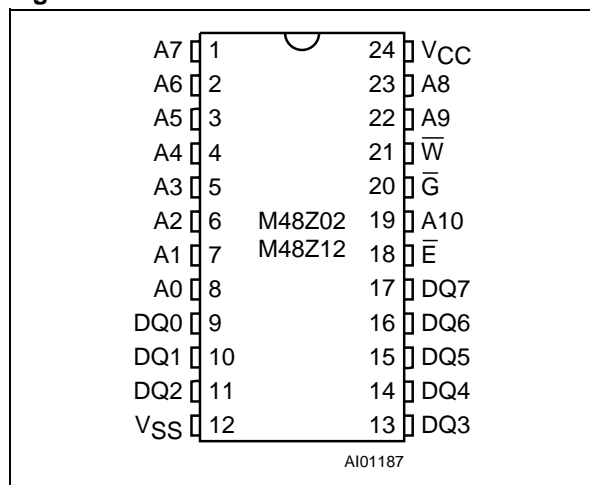 A7 1 24 VCC
A6 2 23 A8
A5 3 22 A9
A4 4 21 W̅
A3 5 20 G̅
A2 6 M48Z02 19 A10
A1 7 M48Z12 18 E̅
A0 8 17 DQ7
DQ0 9 16 DQ6
DQ1 10 15 DQ5
DQ2 11 14 DQ4
VSS 12 13 DQ3
AI01187